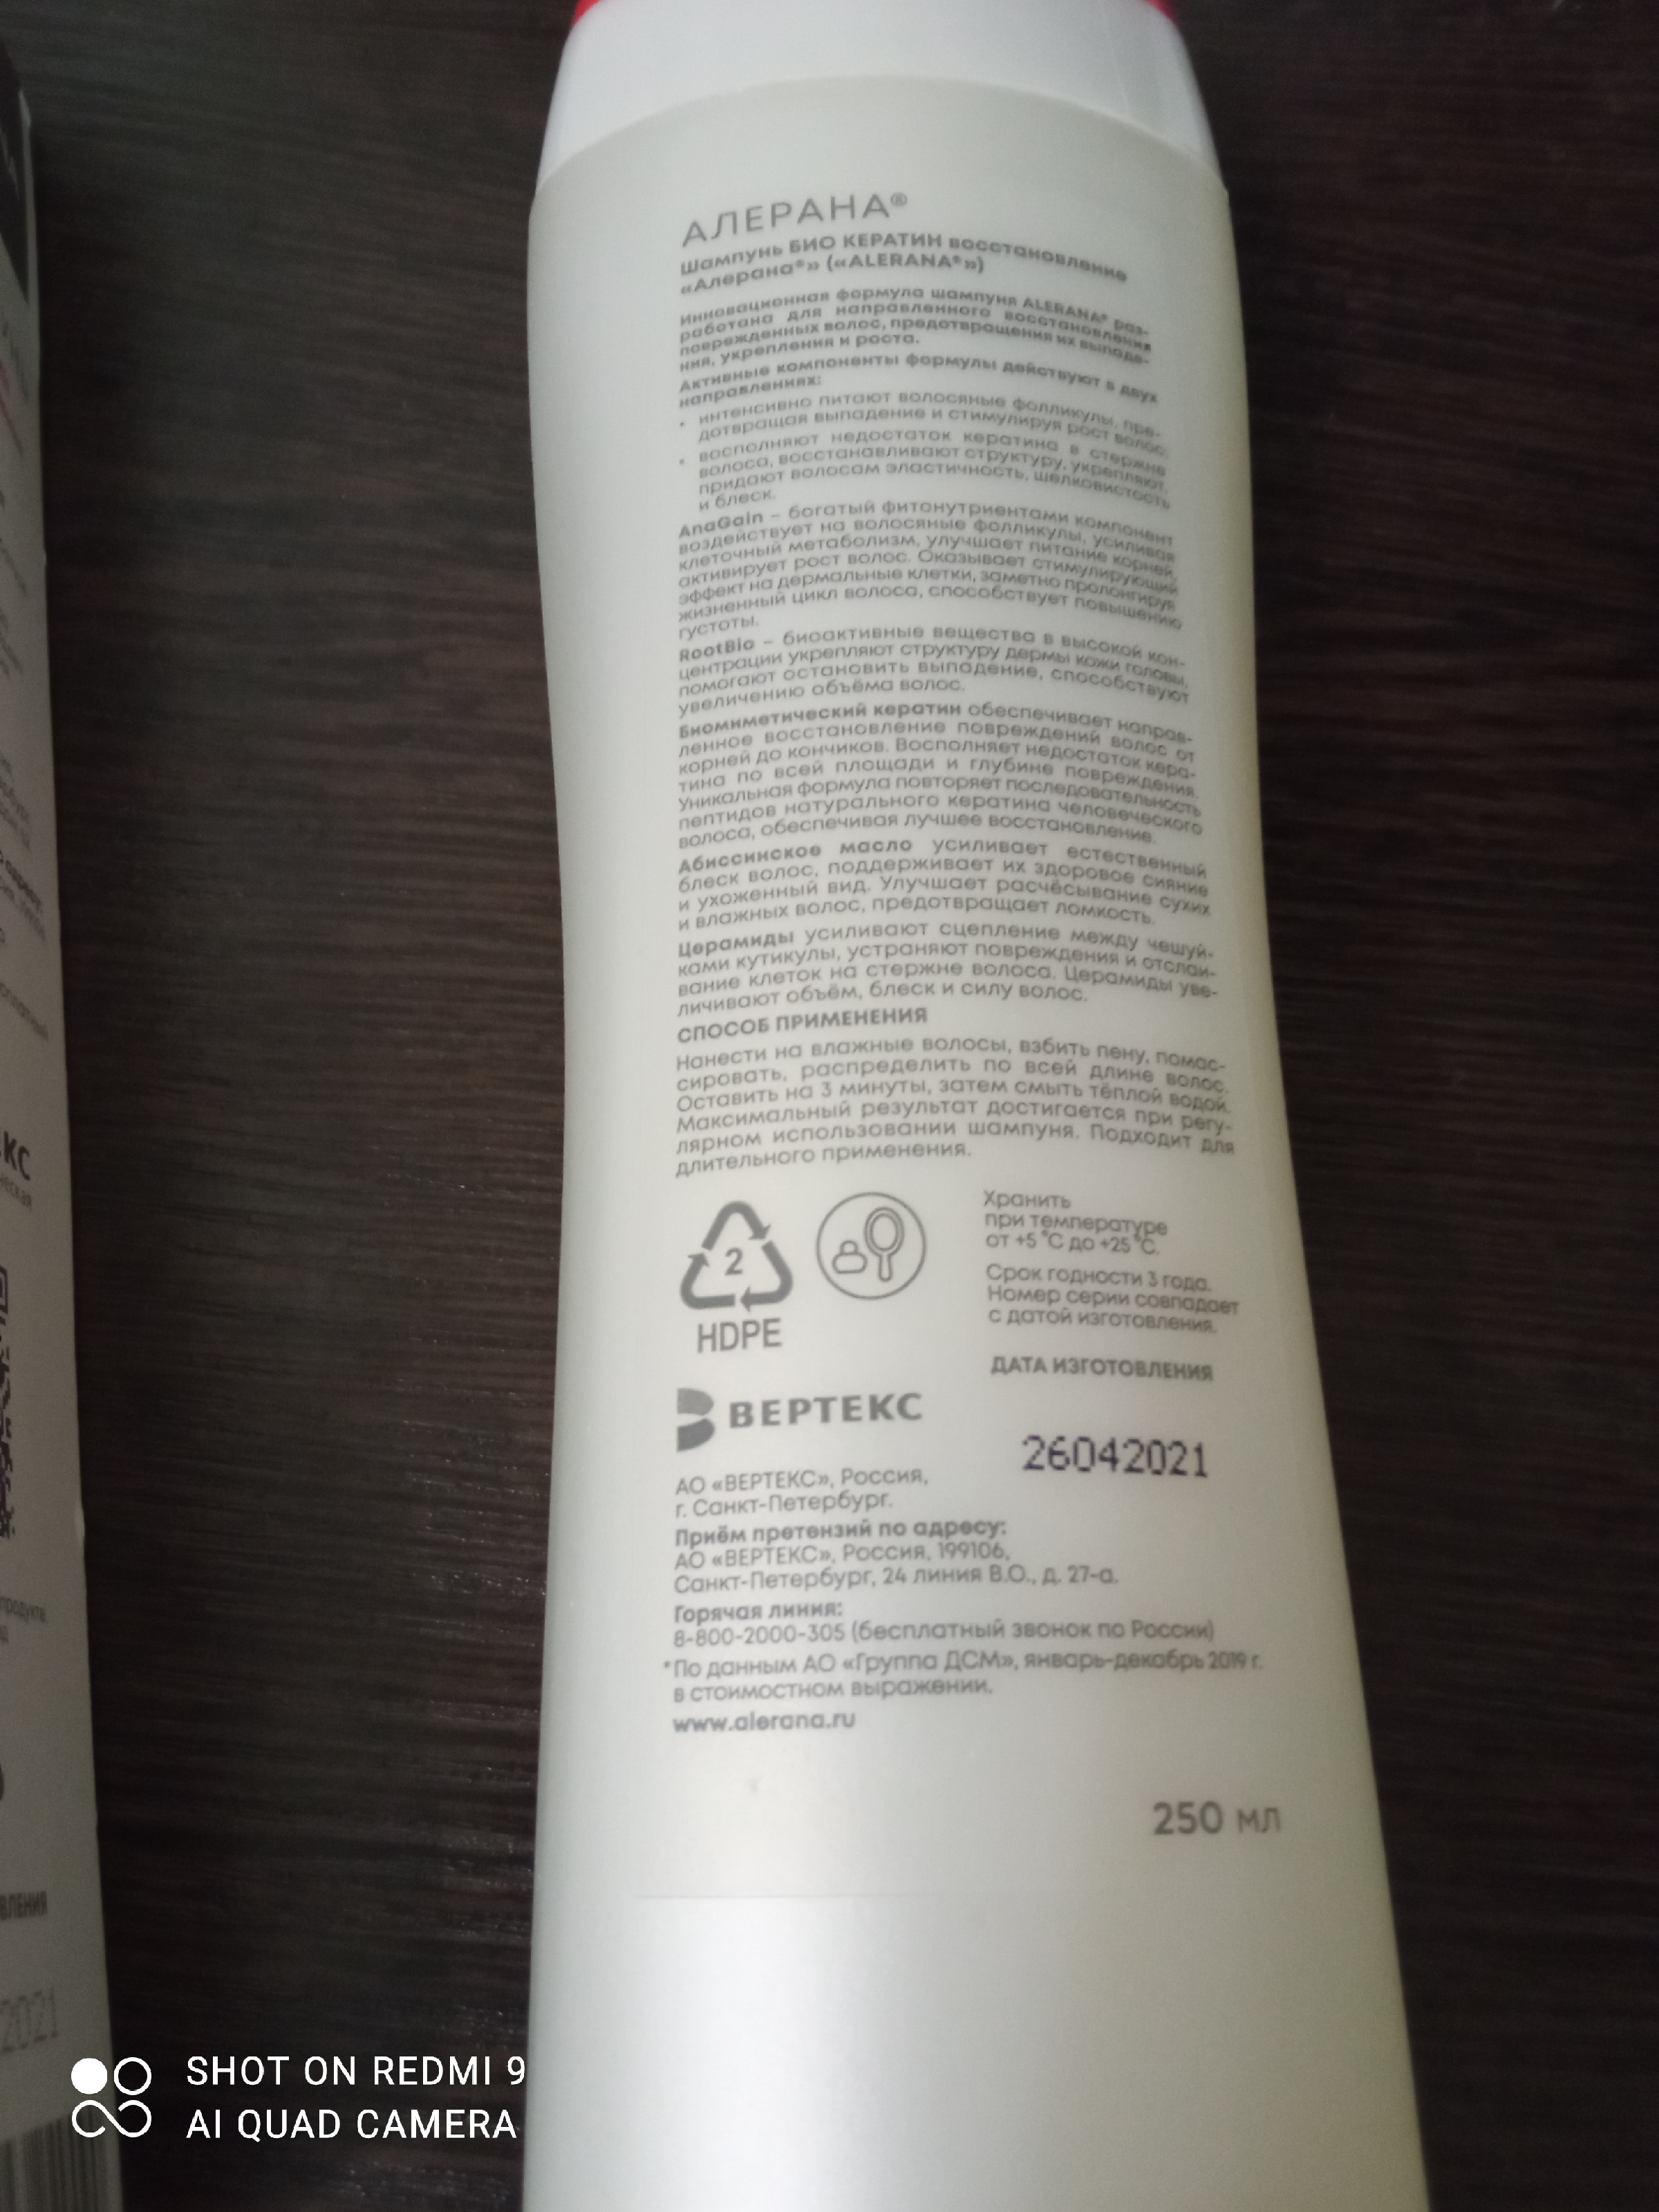 АЛЕРАНА®
Шампунь БИО КЕРАТИН восстановление
«Алерана®» («ALERANA®»)
Инновационная формула шампуня ALERANA® раз-
работана для направленного восстановления
поврежденных волос, предотвращения их выпаде-
ния, укрепления и роста.
Активные компоненты формулы действуют в двух
направлениях:
• интенсивно питают волосяные фолликулы, пре-
дотвращая выпадение и стимулируя рост волос;
• восполняют недостаток кератина в стержне
волоса, восстанавливают структуру, укрепляют,
придают волосам эластичность, шелковистость
и блеск.
AnaGain – богатый фитонутриентами компонент
воздействует на волосяные фолликулы, усиливая
клеточный метаболизм, улучшает питание корней,
активирует рост волос. Оказывает стимулирующий
эффект на дермальные клетки, заметно пролонгируя
жизненный цикл волоса, способствует повышению
густоты.
RootBio – биоактивные вещества в высокой кон-
центрации укрепляют структуру дермы кожи головы,
помогают остановить выпадение, способствуют
увеличению объёма волос.
Биомиметический кератин обеспечивает направ-
ленное восстановление повреждений волос от
корней до кончиков. Восполняет недостаток кера-
тина по всей площади и глубине повреждения.
Уникальная формула повторяет последовательность
пептидов натурального кератина человеческого
волоса, обеспечивая лучшее восстановление.
Абиссинское масло усиливает естественный
блеск волос, поддерживает их здоровое сияние
и ухоженный вид. Улучшает расчёсывание сухих
и влажных волос, предотвращает ломкость.
Церамиды усиливают сцепление между чешуй-
ками кутикулы, устраняют повреждения и отслаи-
вание клеток на стержне волоса. Церамиды уве-
личивают объём, блеск и силу волос.
СПОСОБ ПРИМЕНЕНИЯ
Нанести на влажные волосы, взбить пену, помас-
сировать, распределить по всей длине волос.
Оставить на 3 минуты, затем смыть тёплой водой.
Максимальный результат достигается при регу-
лярном использовании шампуня. Подходит для
длительного применения.
2
HDPE
Хранить
при температуре
от +5 °С до +25 °С.
Срок годности 3 года.
Номер серии совпадает
с датой изготовления.
ДАТА ИЗГОТОВЛЕНИЯ
26042021
ВЕРТЕКС
АО «ВЕРТЕКС», Россия,
г. Санкт-Петербург.
Приём претензий по адресу:
АО «ВЕРТЕКС», Россия, 199106,
Санкт-Петербург, 24 линия В.О., д. 27-а.
Горячая линия:
8-800-2000-305 (бесплатный звонок по России)
*По данным АО «Группа ДСМ», январь-декабрь 2019 г.
в стоимостном выражении.
www.alerana.ru
250 мл
2021
SHOT ON REDMI 9
AI QUAD CAMERA